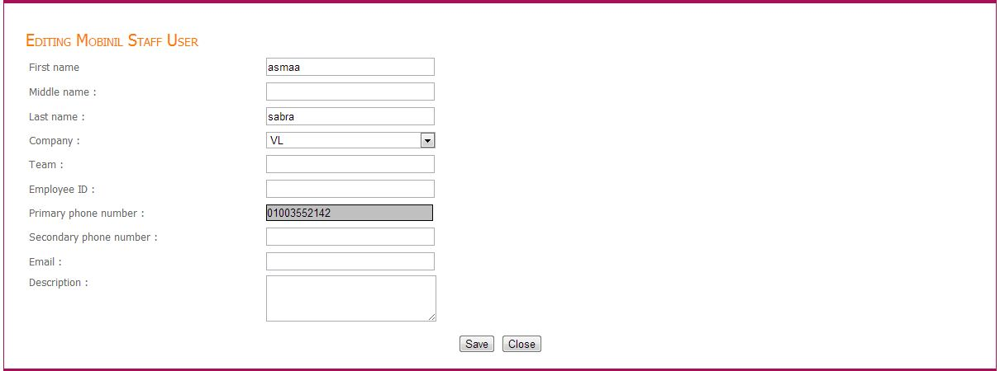 Editing Mobinil Staff User
First name asmaa
Middle name :
Last name : sabra
Company : VL
Team :
Employee ID :
Primary phone number : 01003552142
Secondary phone number :
Email :
Description :
Save Close